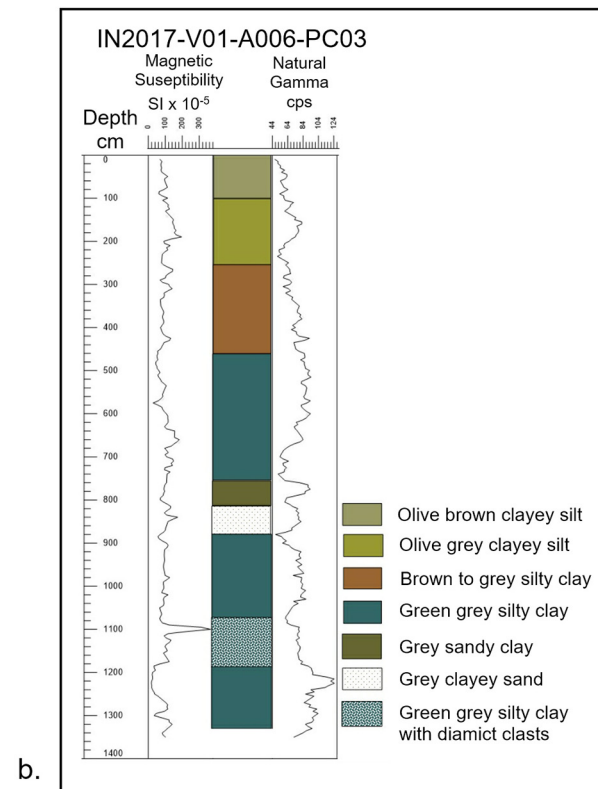 IN2017-V01-A006-PC03
Magnetic
Suseptibility
SI x 10-5
Natural
Gamma
cps
Depth
cm
0 100 200 300
44 64 84 104 124
0
100
200
300
400
500
600
700
800
900
1000
1100
1200
1300
1400
Olive brown clayey silt
Olive grey clayey silt
Brown to grey silty clay
Green grey silty clay
Grey sandy clay
Grey clayey sand
Green grey silty clay
with diamict clasts
b.